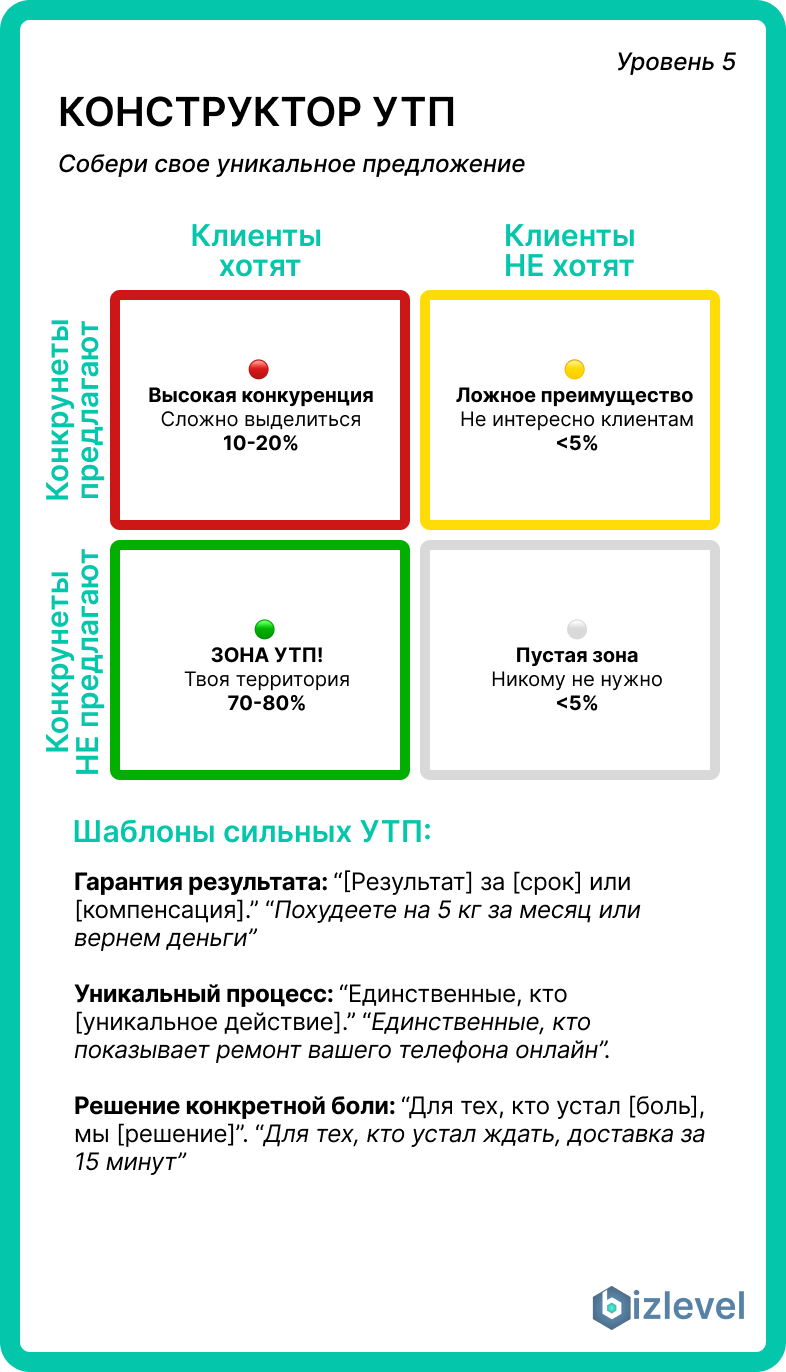 Уровень 5
КОНСТРУКТОР УТП
Собери свое уникальное предложение
Клиенты
хотят
Клиенты
НЕ хотят
Конкрунеты
предлагают
Высокая конкуренция
Сложно выделиться
10-20%
Ложное преимущество
Не интересно клиентам
<5%
Конкрунеты
НЕ предлагают
ЗОНА УТП!
Твоя территория
70-80%
Пустая зона
Никому не нужно
<5%
Шаблоны сильных УТП:
Гарантия результата: “[Результат] за [срок] или
[компенсация].” “Похудеете на 5 кг за месяц или
вернем деньги”
Уникальный процесс: “Единственные, кто
[уникальное действие].” “Единственные, кто
показывает ремонт вашего телефона онлайн”.
Решение конкретной боли: “Для тех, кто устал [боль],
мы [решение]”. “Для тех, кто устал ждать, доставка за
15 минут”
bizlevel